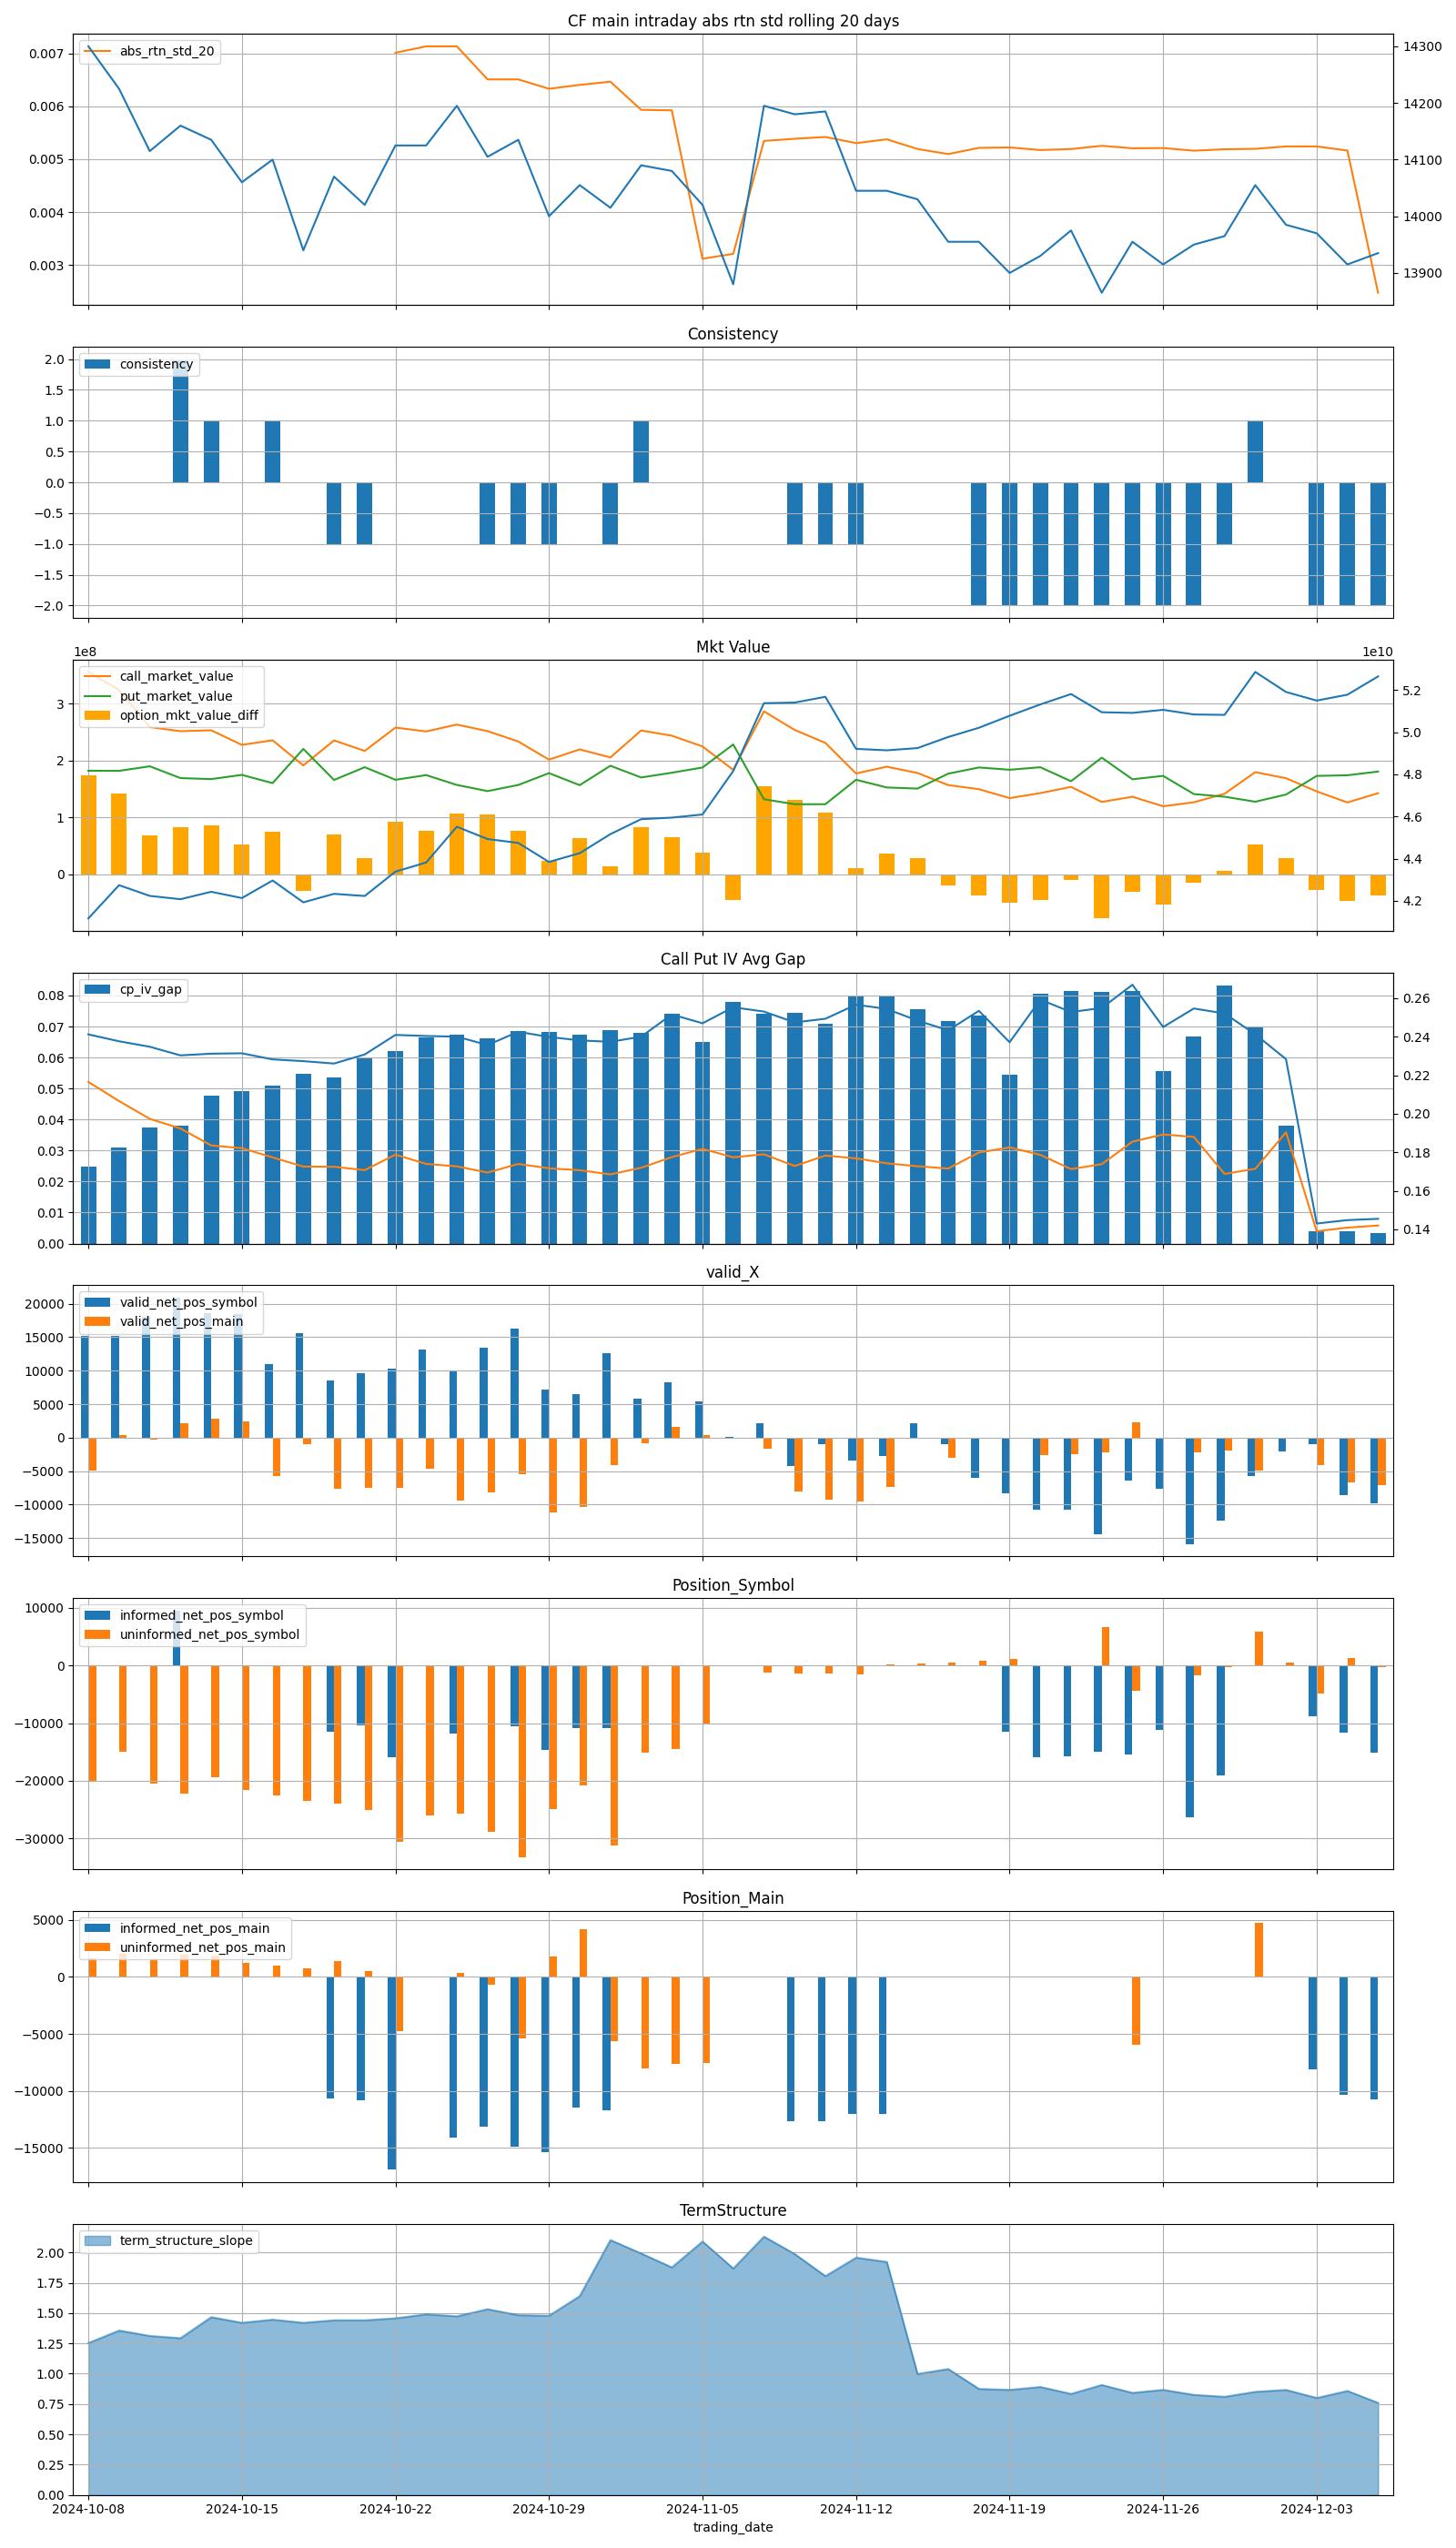 CF main intraday abs rtn std rolling 20 days
abs_rtn_std_20
0.007
0.006
0.005
0.004
0.003
14300
14200
14100
14000
13900
Consistency
consistency
2.0
1.5
1.0
0.5
0.0
−0.5
−1.0
−1.5
−2.0
Mkt Value
1e8
1e10
call_market_value
put_market_value
option_mkt_value_diff
3
2
1
0
5.2
5.0
4.8
4.6
4.4
4.2
Call Put IV Avg Gap
cp_iv_gap
0.08
0.07
0.06
0.05
0.04
0.03
0.02
0.01
0.00
0.26
0.24
0.22
0.20
0.18
0.16
0.14
valid_X
valid_net_pos_symbol
valid_net_pos_main
20000
15000
10000
5000
0
−5000
−10000
−15000
Position_Symbol
informed_net_pos_symbol
uninformed_net_pos_symbol
10000
0
−10000
−20000
−30000
Position_Main
informed_net_pos_main
uninformed_net_pos_main
5000
0
−5000
−10000
−15000
TermStructure
term_structure_slope
2.00
1.75
1.50
1.25
1.00
0.75
0.50
0.25
0.00
2024-10-08 2024-10-15 2024-10-22 2024-10-29 2024-11-05 2024-11-12 2024-11-19 2024-11-26 2024-12-03
trading_date